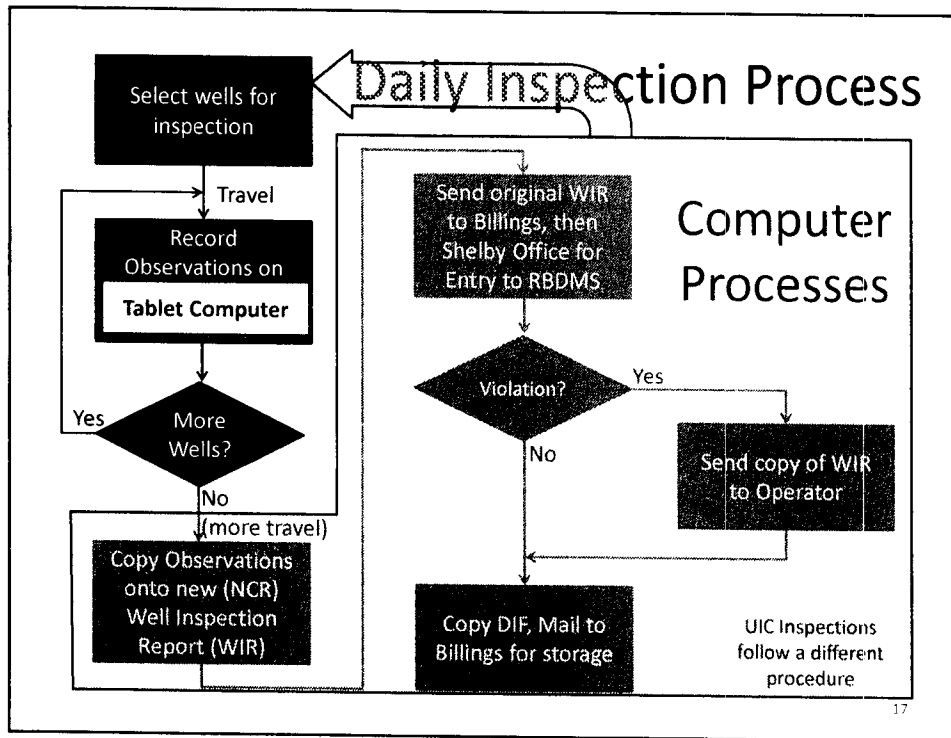 Daily Inspection Process
Select wells for
inspection
Travel
Record
Observations on
Tablet Computer
More
Wells?
Yes
No
(more travel)
Copy Observations
onto new (NCR)
Well Inspection
Report (WIR)
Computer
Processes
Send original WIR
to Billings, then
Shelby Office for
Entry to RBDMS
Violation?
Yes
No
Send copy of WIR
to Operator
Copy DIF, Mail to
Billings for storage
UIC Inspections
follow a different
procedure
17